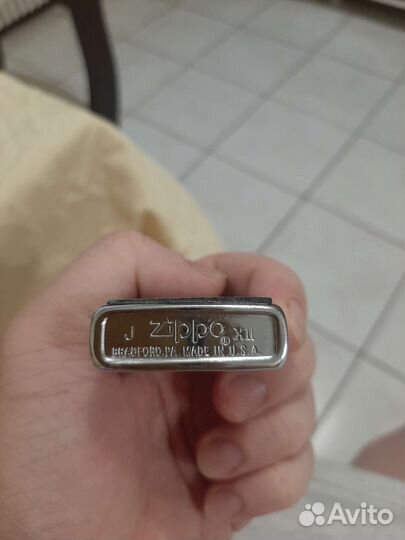 J Zippo® XII
BRADFORD.PA. MADE IN U.S.A.
Avito